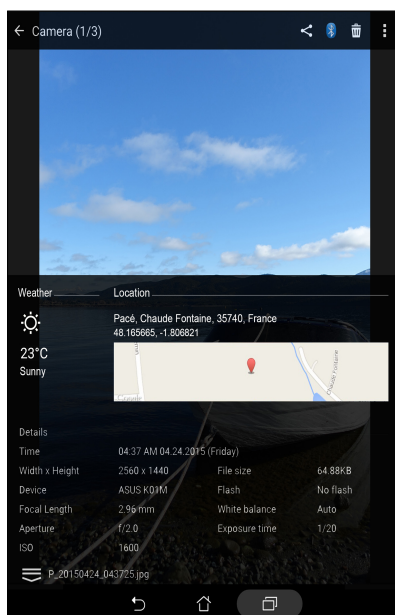 Camera (1/3)
Weather Location
Pacé, Chaude Fontaine, 35740, France
48.165665, -1.806821
23°C
Sunny
Chaude Fontaine
Details
Time 04:37 AM 04.24.2015 (Friday)
Width x Height 2560 x 1440 File size 64.88KB
Device ASUS K01M Flash No flash
Focal Length 2.96 mm White balance Auto
Aperture f/2.0 Exposure time 1/20
ISO 1600
P_20150424_043725.jpg